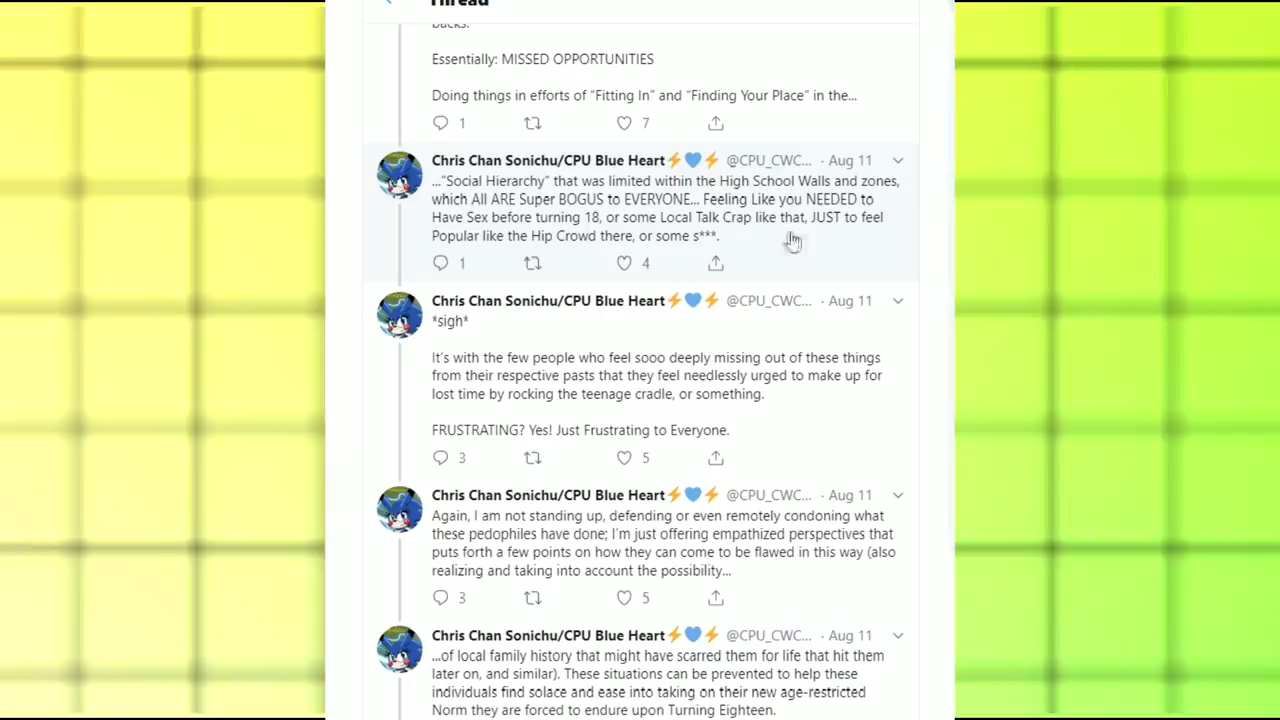 Thread
backs.
Essentially: MISSED OPPORTUNITIES
Doing things in efforts of “Fitting In” and “Finding Your Place” in the...
1 7
Chris Chan Sonichu/CPU Blue Heart⚡💙⚡ @CPU_CWC... · Aug 11
...“Social Hierarchy” that was limited within the High School Walls and zones,
which All ARE Super BOGUS to EVERYONE... Feeling Like you NEEDED to
Have Sex before turning 18, or some Local Talk Crap like that, JUST to feel
Popular like the Hip Crowd there, or some s***.
1 4
Chris Chan Sonichu/CPU Blue Heart⚡💙⚡ @CPU_CWC... · Aug 11
*sigh*
It’s with the few people who feel sooo deeply missing out of these things
from their respective pasts that they feel needlessly urged to make up for
lost time by rocking the teenage cradle, or something.
FRUSTRATING? Yes! Just Frustrating to Everyone.
3 5
Chris Chan Sonichu/CPU Blue Heart⚡💙⚡ @CPU_CWC... · Aug 11
Again, I am not standing up, defending or even remotely condoning what
these pedophiles have done; I’m just offering empathized perspectives that
puts forth a few points on how they can come to be flawed in this way (also
realizing and taking into account the possibility...
3 5
Chris Chan Sonichu/CPU Blue Heart⚡💙⚡ @CPU_CWC... · Aug 11
...of local family history that might have scarred them for life that hit them
later on, and similar). These situations can be prevented to help these
individuals find solace and ease into taking on their new age-restricted
Norm they are forced to endure upon Turning Eighteen.